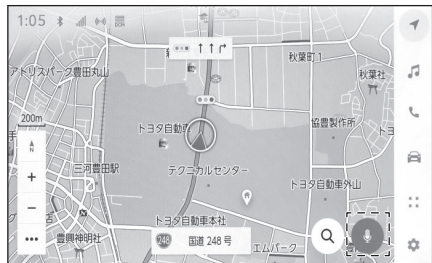 1:05
秋葉町1
アトリスパーク豊田丸山
秋葉社
200m
トヨタ自動車
協豊製作所
トヨ
N
三河豊田駅
テクニカルセンター
トヨタ自動車外山
トヨタ自動車本社
248 国道 248 号
豊興神明社
エムパーク